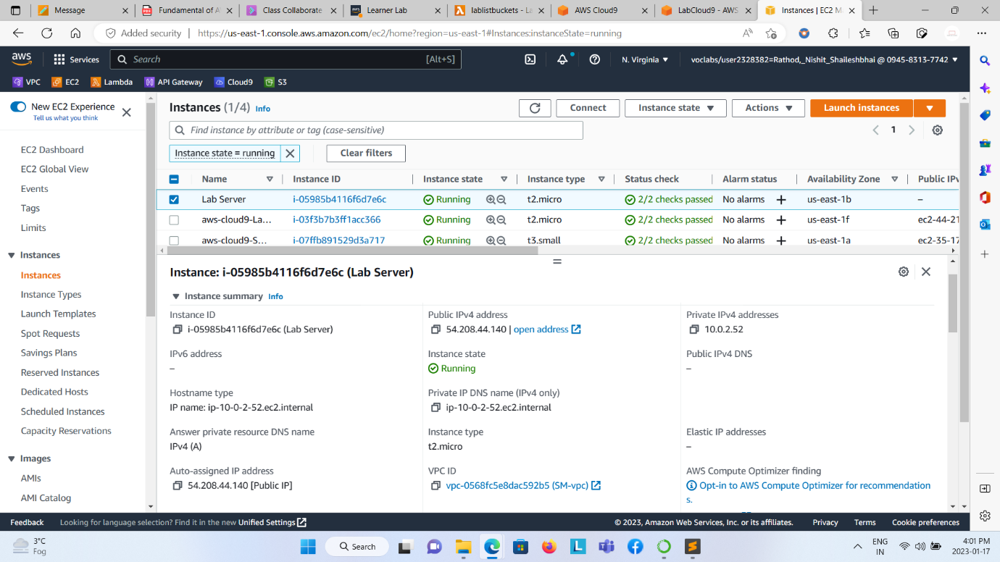 Message
Fundamental of A
Class Collaborate
Learner Lab
lablistbuckets - La
AWS Cloud9
LabCloud9 - AWS
Instances | EC2 M
Added security
https://us-east-1.console.aws.amazon.com/ec2/home?region=us-east-1#Instances:instanceState=running
aws
Services
Search
[Alt+S]
N. Virginia
voclabs/user2328382=Rathod,_Nishit_Shaileshbhai @ 0945-8313-7742
VPC
EC2
Lambda
API Gateway
Cloud9
S3
New EC2 Experience
Tell us what you think
EC2 Dashboard
EC2 Global View
Events
Tags
Limits
Instances
Instances
Instance Types
Launch Templates
Spot Requests
Savings Plans
Reserved Instances
Dedicated Hosts
Scheduled Instances
Capacity Reservations
Images
AMIs
AMI Catalog
Instances (1/4) Info
Connect
Instance state
Actions
Launch instances
Find instance by attribute or tag (case-sensitive)
1
Instance state = running
Clear filters
Name Instance ID Instance state Instance type Status check Alarm status Availability Zone Public IPv
Lab Server i-05985b4116f6d7e6c Running t2.micro 2/2 checks passed No alarms + us-east-1b –
aws-cloud9-La... i-03f3b7b3ff1acc366 Running t2.micro 2/2 checks passed No alarms + us-east-1f ec2-44-21
aws-cloud9-S... i-07ffb891529d3a717 Running t3.small 2/2 checks passed No alarms + us-east-1a ec2-35-17
Instance: i-05985b4116f6d7e6c (Lab Server)
Instance summary Info
Instance ID
i-05985b4116f6d7e6c (Lab Server)
Public IPv4 address
54.208.44.140 | open address
Private IPv4 addresses
10.0.2.52
IPv6 address
–
Instance state
Running
Public IPv4 DNS
–
Hostname type
IP name: ip-10-0-2-52.ec2.internal
Private IP DNS name (IPv4 only)
ip-10-0-2-52.ec2.internal
Answer private resource DNS name
IPv4 (A)
Instance type
t2.micro
Elastic IP addresses
–
Auto-assigned IP address
54.208.44.140 [Public IP]
VPC ID
vpc-0568fc5e8dac592b5 (SM-vpc)
AWS Compute Optimizer finding
Opt-in to AWS Compute Optimizer for recommendation
s.
Feedback
Looking for language selection? Find it in the new Unified Settings
© 2023, Amazon Web Services, Inc. or its affiliates.
Privacy
Terms
Cookie preferences
3°C
Fog
Search
ENG
IN
4:01 PM
2023-01-17